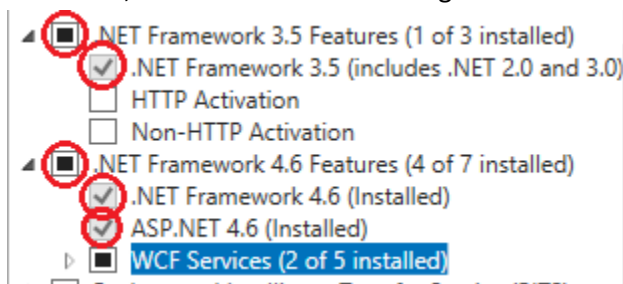 .NET Framework 3.5 Features (1 of 3 installed)
.NET Framework 3.5 (includes .NET 2.0 and 3.0)
HTTP Activation
Non-HTTP Activation
.NET Framework 4.6 Features (4 of 7 installed)
.NET Framework 4.6 (Installed)
ASP.NET 4.6 (Installed)
WCF Services (2 of 5 installed)